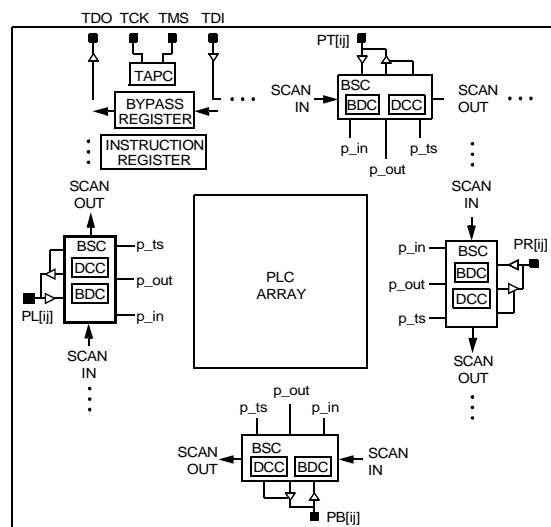 TDO TCK TMS TDI
PT[ij]
TAPC
BYPASS
REGISTER
INSTRUCTION
REGISTER
SCAN
IN
BSC
BDC DCC
SCAN
OUT
p_in
p_out
p_ts
SCAN
OUT
BSC
DCC
BDC
p_ts
p_out
p_in
PL[ij]
SCAN
IN
PLC
ARRAY
SCAN
IN
p_in
p_out
p_ts
BSC
BDC
DCC
PR[ij]
SCAN
OUT
p_out
p_ts p_in
SCAN
OUT
BSC
DCC BDC
SCAN
IN
PB[ij]